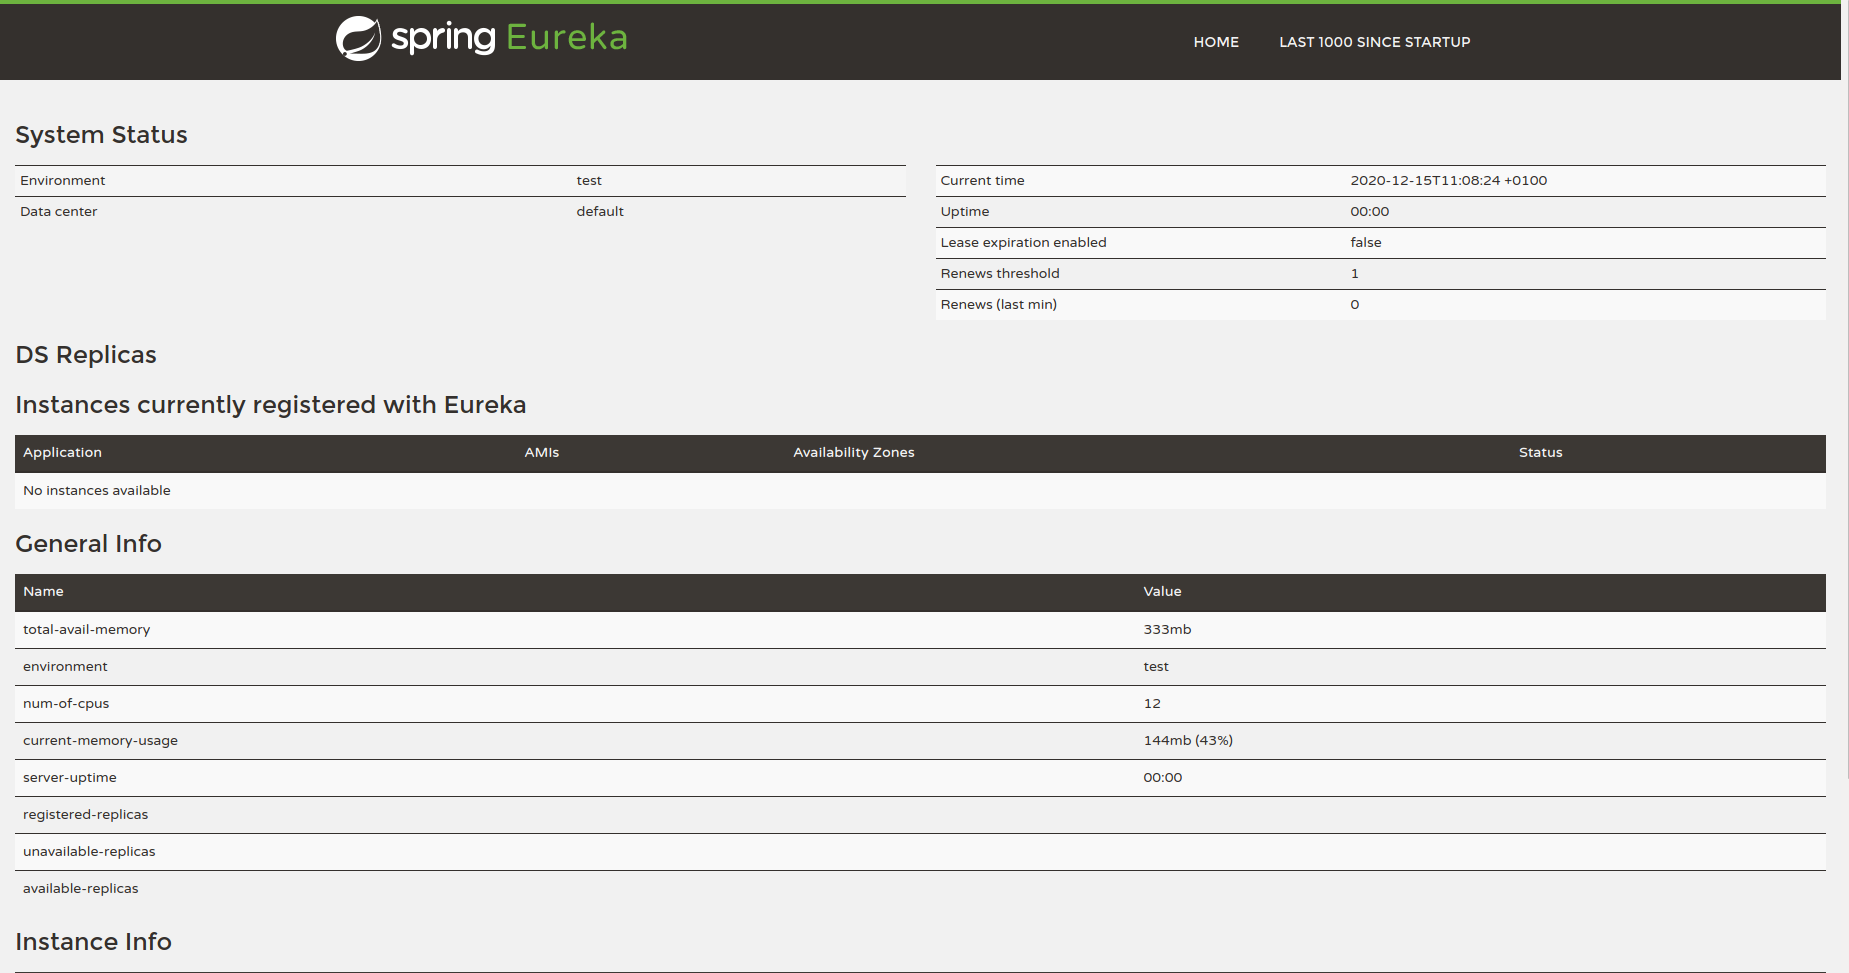 spring Eureka
HOME LAST 1000 SINCE STARTUP
System Status
Environment test
Data center default
Current time 2020-12-15T11:08:24 +0100
Uptime 00:00
Lease expiration enabled false
Renews threshold 1
Renews (last min) 0
DS Replicas
Instances currently registered with Eureka
Application AMIs Availability Zones Status
No instances available
General Info
Name Value
total-avail-memory 333mb
environment test
num-of-cpus 12
current-memory-usage 144mb (43%)
server-uptime 00:00
registered-replicas
unavailable-replicas
available-replicas
Instance Info